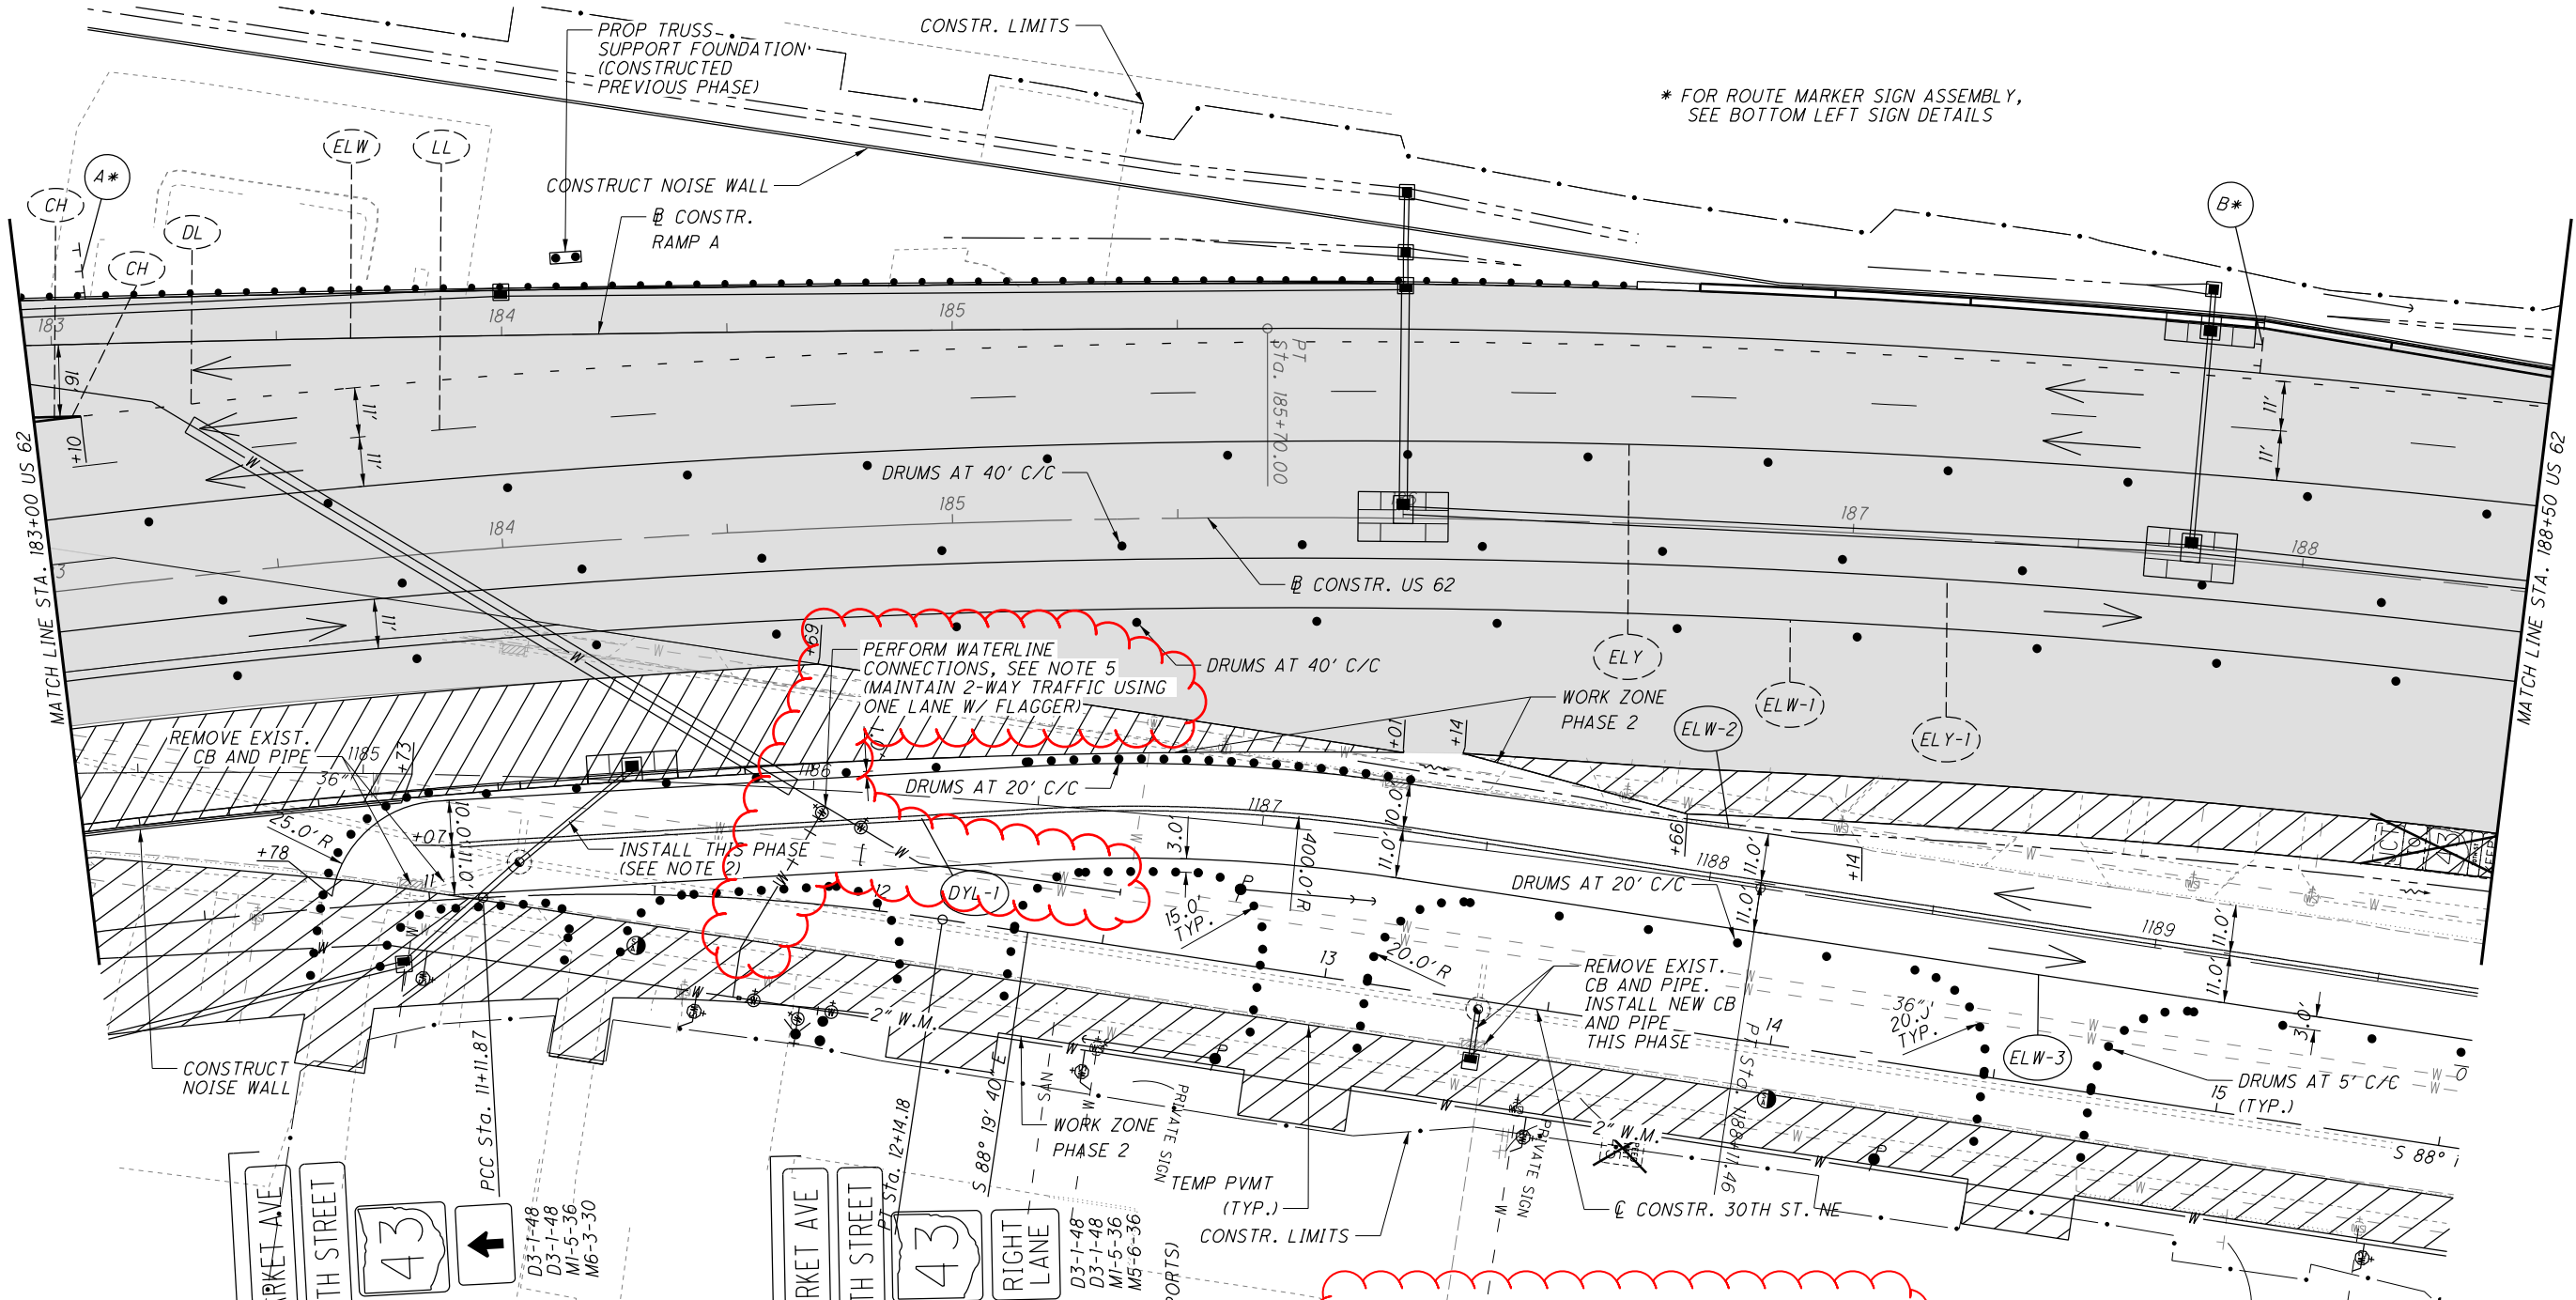 PROP TRUSS
SUPPORT FOUNDATION
(CONSTRUCTED
PREVIOUS PHASE)
CONSTR. LIMITS
* FOR ROUTE MARKER SIGN ASSEMBLY,
SEE BOTTOM LEFT SIGN DETAILS
CH
A*
ELW
LL
DL
CH
CONSTRUCT NOISE WALL
B CONSTR.
RAMP A
B*
183
184
185
PT
Sta. 185+70.00
16'
+10
11'
11'
11'
11'
MATCH LINE STA. 183+00 US 62
MATCH LINE STA. 188+50 US 62
W
DRUMS AT 40' C/C
184
185
187
188
3
B CONSTR. US 62
11'
W
+69
PERFORM WATERLINE
CONNECTIONS, SEE NOTE 5
(MAINTAIN 2-WAY TRAFFIC USING
ONE LANE W/ FLAGGER)
DRUMS AT 40' C/C
ELY
ELW-1
ELY-1
ELW-2
WORK ZONE
PHASE 2
+01
+14
REMOVE EXIST.
CB AND PIPE
1185
36"
+73
1186
DRUMS AT 20' C/C
1187
25.0' R
+78
+07
10.0'
11.0'
INSTALL THIS PHASE
(SEE NOTE 2)
W
W
DYL-1
3.0'
400.0'R
10.0'
11.0'
15.0'
TYP.
11
12
13
14
15
P
20.0'R
DRUMS AT 20' C/C
+66
1188
+14
11.0'
11.0'
1189
11.0'
11.0'
REMOVE EXIST.
CB AND PIPE.
INSTALL NEW CB
AND PIPE
THIS PHASE
36"
TYP.
ELW-3
3.0'
DRUMS AT 5' C/C
(TYP.)
CONSTRUCT
NOISE WALL
PCC Sta. 11+11.87
PT Sta. 12+14.18
S 88° 19' 40" E
2" W.M.
SAN
W
WORK ZONE
PHASE 2
PRIVATE SIGN
PRIVATE SIGN
TEMP PVMT
(TYP.)
CONSTR. LIMITS
2" W.M.
PT Sta. 1188+11.46
℄ CONSTR. 30TH ST. NE
S 88°
RKET AVE
TH STREET
43
D3-1-48
D3-1-48
M1-5-36
M6-3-30
RKET AVE
TH STREET
43
RIGHT
LANE
D3-1-48
D3-1-48
M1-5-36
M5-6-36
PORTS)